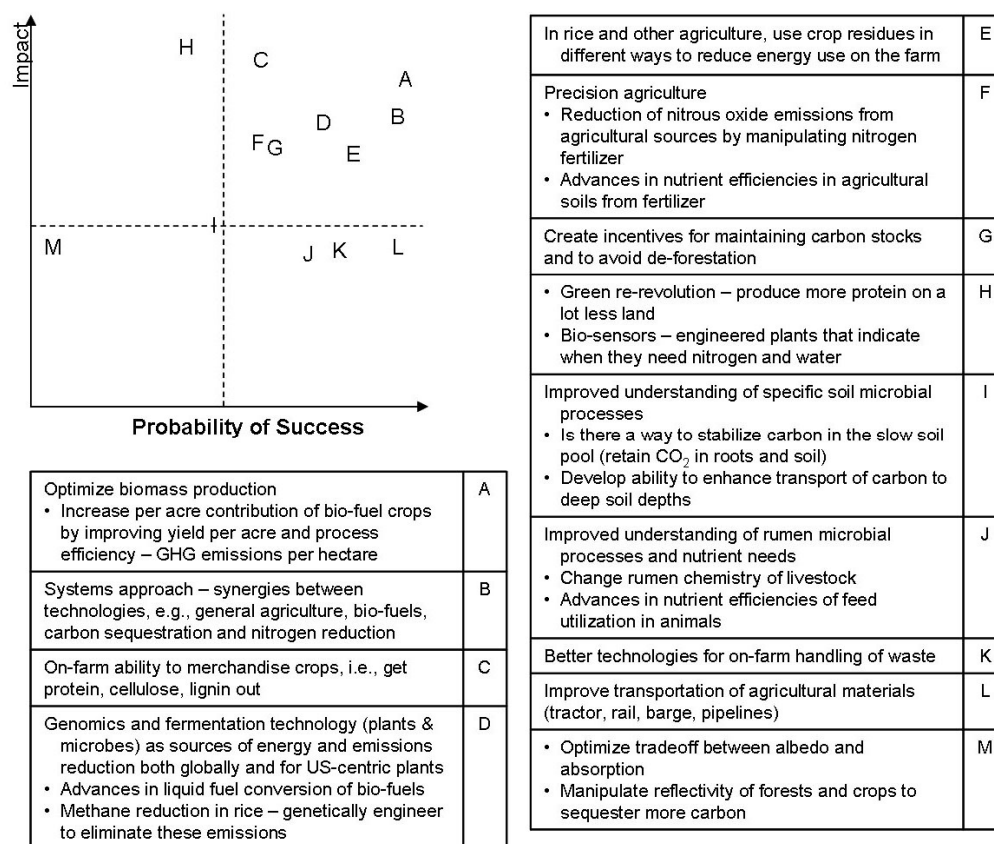 Impact
H
C
A
B
D
F
G
E
I
M
J
K
L
Probability of Success
Optimize biomass production
• Increase per acre contribution of bio-fuel crops
by improving yield per acre and process
efficiency – GHG emissions per hectare
A
Systems approach – synergies between
technologies, e.g., general agriculture, bio-fuels,
carbon sequestration and nitrogen reduction
B
On-farm ability to merchandise crops, i.e., get
protein, cellulose, lignin out
C
Genomics and fermentation technology (plants &
microbes) as sources of energy and emissions
reduction both globally and for US-centric plants
• Advances in liquid fuel conversion of bio-fuels
• Methane reduction in rice – genetically engineer
to eliminate these emissions
D
In rice and other agriculture, use crop residues in
different ways to reduce energy use on the farm
E
Precision agriculture
• Reduction of nitrous oxide emissions from
agricultural sources by manipulating nitrogen
fertilizer
• Advances in nutrient efficiencies in agricultural
soils from fertilizer
F
Create incentives for maintaining carbon stocks
and to avoid de-forestation
G
• Green re-revolution – produce more protein on a
lot less land
• Bio-sensors – engineered plants that indicate
when they need nitrogen and water
H
Improved understanding of specific soil microbial
processes
• Is there a way to stabilize carbon in the slow soil
pool (retain CO₂ in roots and soil)
• Develop ability to enhance transport of carbon to
deep soil depths
I
Improved understanding of rumen microbial
processes and nutrient needs
• Change rumen chemistry of livestock
• Advances in nutrient efficiencies of feed
utilization in animals
J
Better technologies for on-farm handling of waste
K
Improve transportation of agricultural materials
(tractor, rail, barge, pipelines)
L
• Optimize tradeoff between albedo and
absorption
• Manipulate reflectivity of forests and crops to
sequester more carbon
M